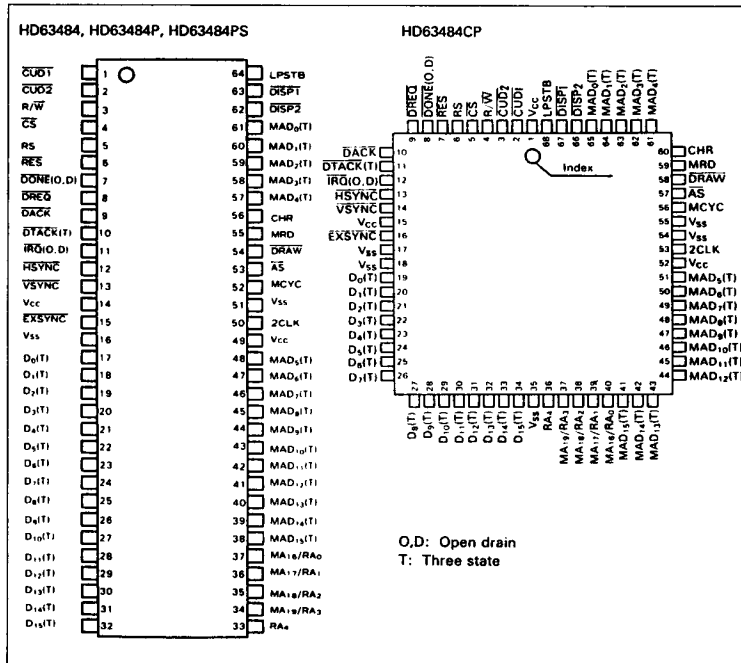 HD63484, HD63484P, HD63484PS
CUD1 1 64 LPSTB
CUD2 2 63 DISP1
R/W 3 62 DISP2
CS 4 61 MAD0(T)
RS 5 60 MAD1(T)
RES 6 59 MAD2(T)
DONE(O,D) 7 58 MAD3(T)
DREQ 8 57 MAD4(T)
DACK 9 56 CHR
DTACK(T) 10 55 MRD
IRQ(O,D) 11 54 DRAW
HSYNC 12 53 AS
VSYNC 13 52 MCYC
Vcc 14 51 Vss
EXSYNC 15 50 2CLK
Vss 16 49 Vcc
D0(T) 17 48 MAD5(T)
D1(T) 18 47 MAD6(T)
D2(T) 19 46 MAD7(T)
D3(T) 20 45 MAD8(T)
D4(T) 21 44 MAD9(T)
D5(T) 22 43 MAD10(T)
D6(T) 23 42 MAD11(T)
D7(T) 24 41 MAD12(T)
D8(T) 25 40 MAD13(T)
D9(T) 26 39 MAD14(T)
D10(T) 27 38 MAD15(T)
D11(T) 28 37 MA16/RA0
D12(T) 29 36 MA17/RA1
D13(T) 30 35 MA18/RA2
D14(T) 31 34 MA19/RA3
D15(T) 32 33 RA4
HD63484CP
DREQ 9
DONE(O,D) 8
RES 7
RS 6
CS 5
R/W 4
CUD2 3
CUD1 2
Vcc 1
LPSTB 68
DISP1 67
DISP2 66
MAD0(T) 65
MAD1(T) 64
MAD2(T) 63
MAD3(T) 62
MAD4(T) 61
Index
DACK 10
DTACK(T) 11
IRQ(O,D) 12
HSYNC 13
VSYNC 14
Vcc 15
EXSYNC 16
Vss 17
Vss 18
D0(T) 19
D1(T) 20
D2(T) 21
D3(T) 22
D4(T) 23
D5(T) 24
D6(T) 25
D7(T) 26
60 CHR
59 MRD
58 DRAW
57 AS
56 MCYC
55 Vss
54 Vss
53 2CLK
52 Vcc
51 MAD5(T)
50 MAD6(T)
49 MAD7(T)
48 MAD8(T)
47 MAD9(T)
46 MAD10(T)
45 MAD11(T)
44 MAD12(T)
27 D8(T)
28 D9(T)
29 D10(T)
30 D11(T)
31 D12(T)
32 D13(T)
33 D14(T)
34 D15(T)
35 Vss
36 RA4
37 MA19/RA3
38 MA18/RA2
39 MA17/RA1
40 MA16/RA0
41 MAD15(T)
42 MAD14(T)
43 MAD13(T)
O,D: Open drain
T: Three state